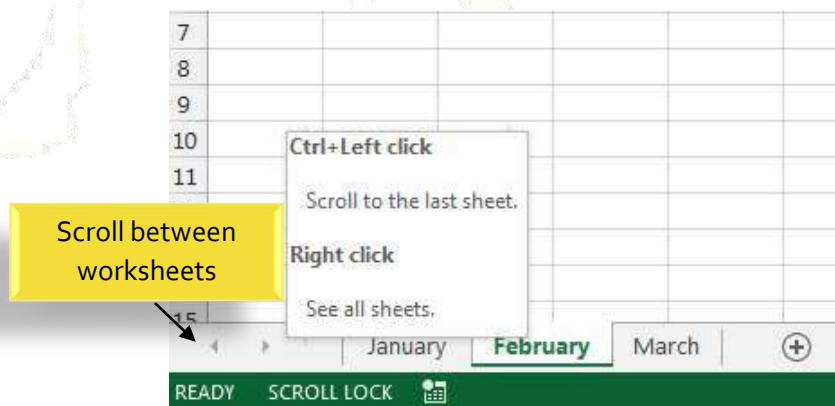 7
8
9
10
11
Ctrl+Left click
Scroll to the last sheet.
Right click
See all sheets.
Scroll between
worksheets
15
January February March
READY SCROLL LOCK